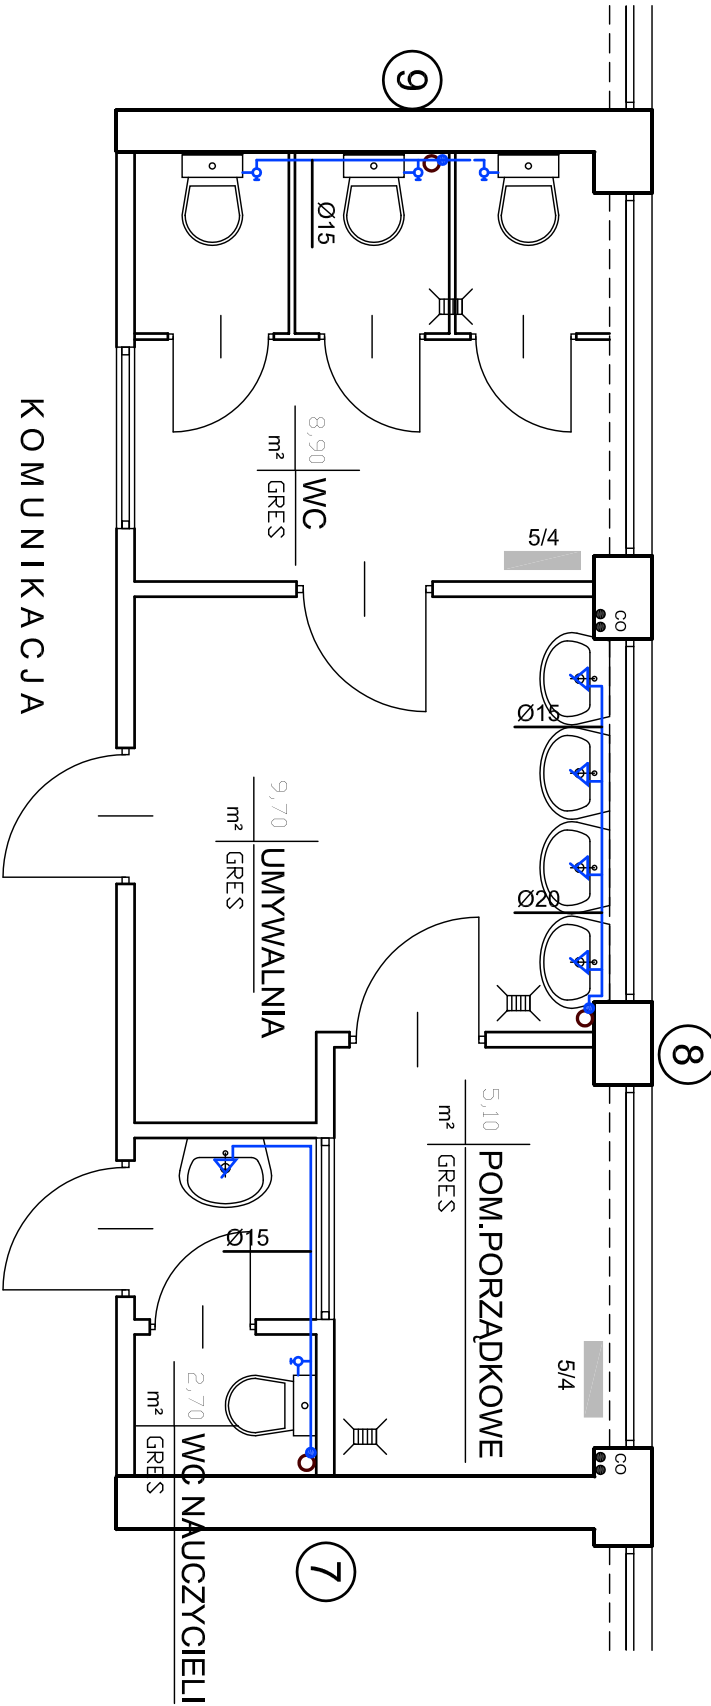 9
Ø15
8,90
m²
WC
GRES
5/4
CO
KOMUNIKACJA
Ø15
9,70
m²
UMYWALNIA
GRES
Ø20
8
5,10
m²
POM.PORZĄDKOWE
GRES
Ø15
5/4
CO
2,70
m²
WC NAUCZYCIELI
GRES
7